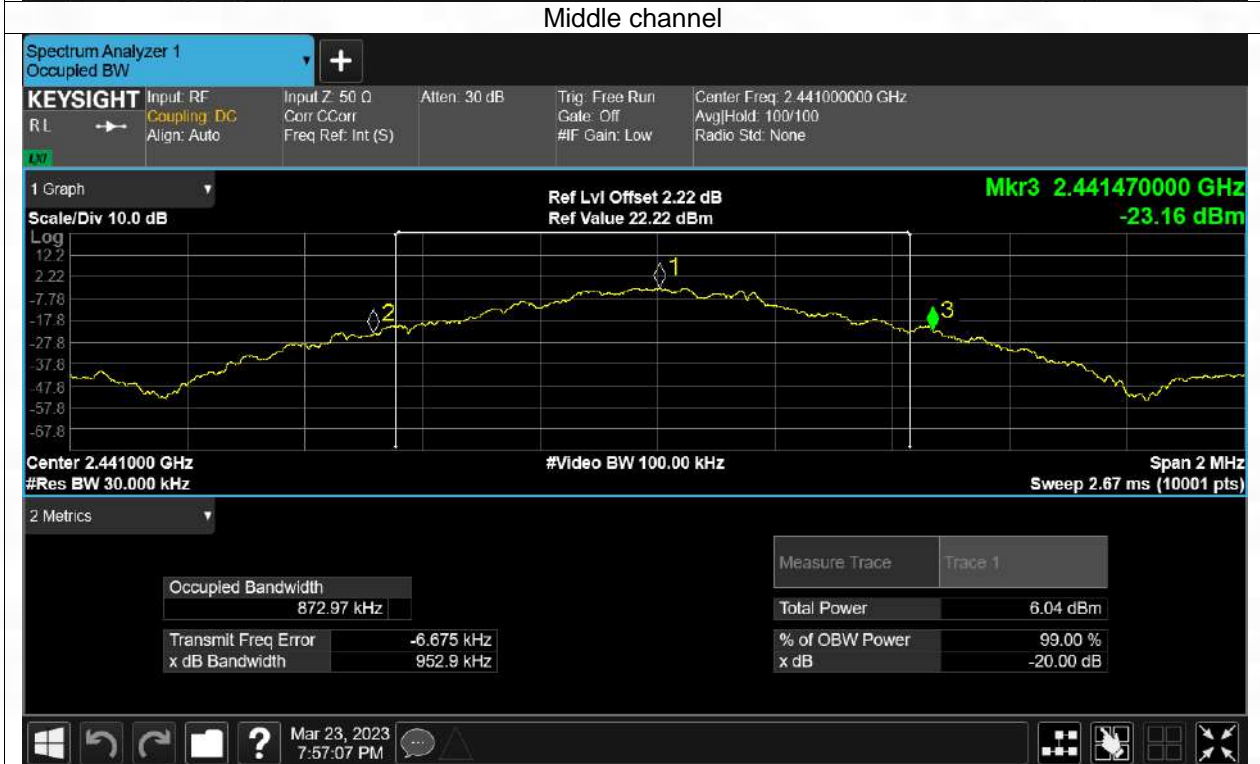 Middle channel
Spectrum Analyzer 1
Occupied BW
+
KEYSIGHT
RL
LXI
Input: RF
Coupling: DC
Align: Auto
Input Z: 50 Ω
Corr CCorr
Freq Ref: Int (S)
Atten: 30 dB
Trig: Free Run
Gate: Off
#IF Gain: Low
Center Freq: 2.441000000 GHz
Avg|Hold: 100/100
Radio Std: None
1 Graph
Scale/Div 10.0 dB
Ref Lvl Offset 2.22 dB
Ref Value 22.22 dBm
Mkr3 2.441470000 GHz
-23.16 dBm
Log
12.2
2.22
-7.78
-17.8
-27.8
-37.8
-47.8
-57.8
-67.8
1
2
3
Center 2.441000 GHz
#Res BW 30.000 kHz
#Video BW 100.00 kHz
Span 2 MHz
Sweep 2.67 ms (10001 pts)
2 Metrics
Measure Trace Trace 1
Occupied Bandwidth
872.97 kHz
Total Power 6.04 dBm
Transmit Freq Error -6.675 kHz
% of OBW Power 99.00 %
x dB Bandwidth 952.9 kHz
x dB -20.00 dB
?
Mar 23, 2023
7:57:07 PM